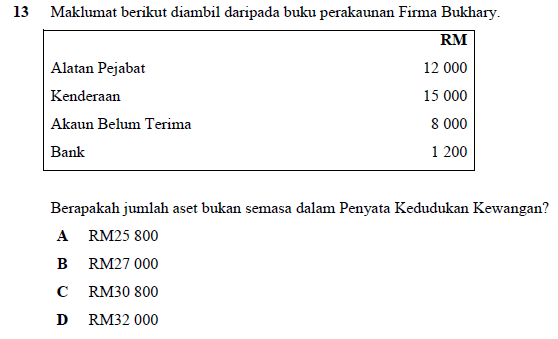 13 Maklumat berikut diambil daripada buku perakaunan Firma Bukhary.
RM
Alatan Pejabat 12 000
Kenderaan 15 000
Akaun Belum Terima 8 000
Bank 1 200
Berapakah jumlah aset bukan semasa dalam Penyata Kedudukan Kewangan?
A RM25 800
B RM27 000
C RM30 800
D RM32 000